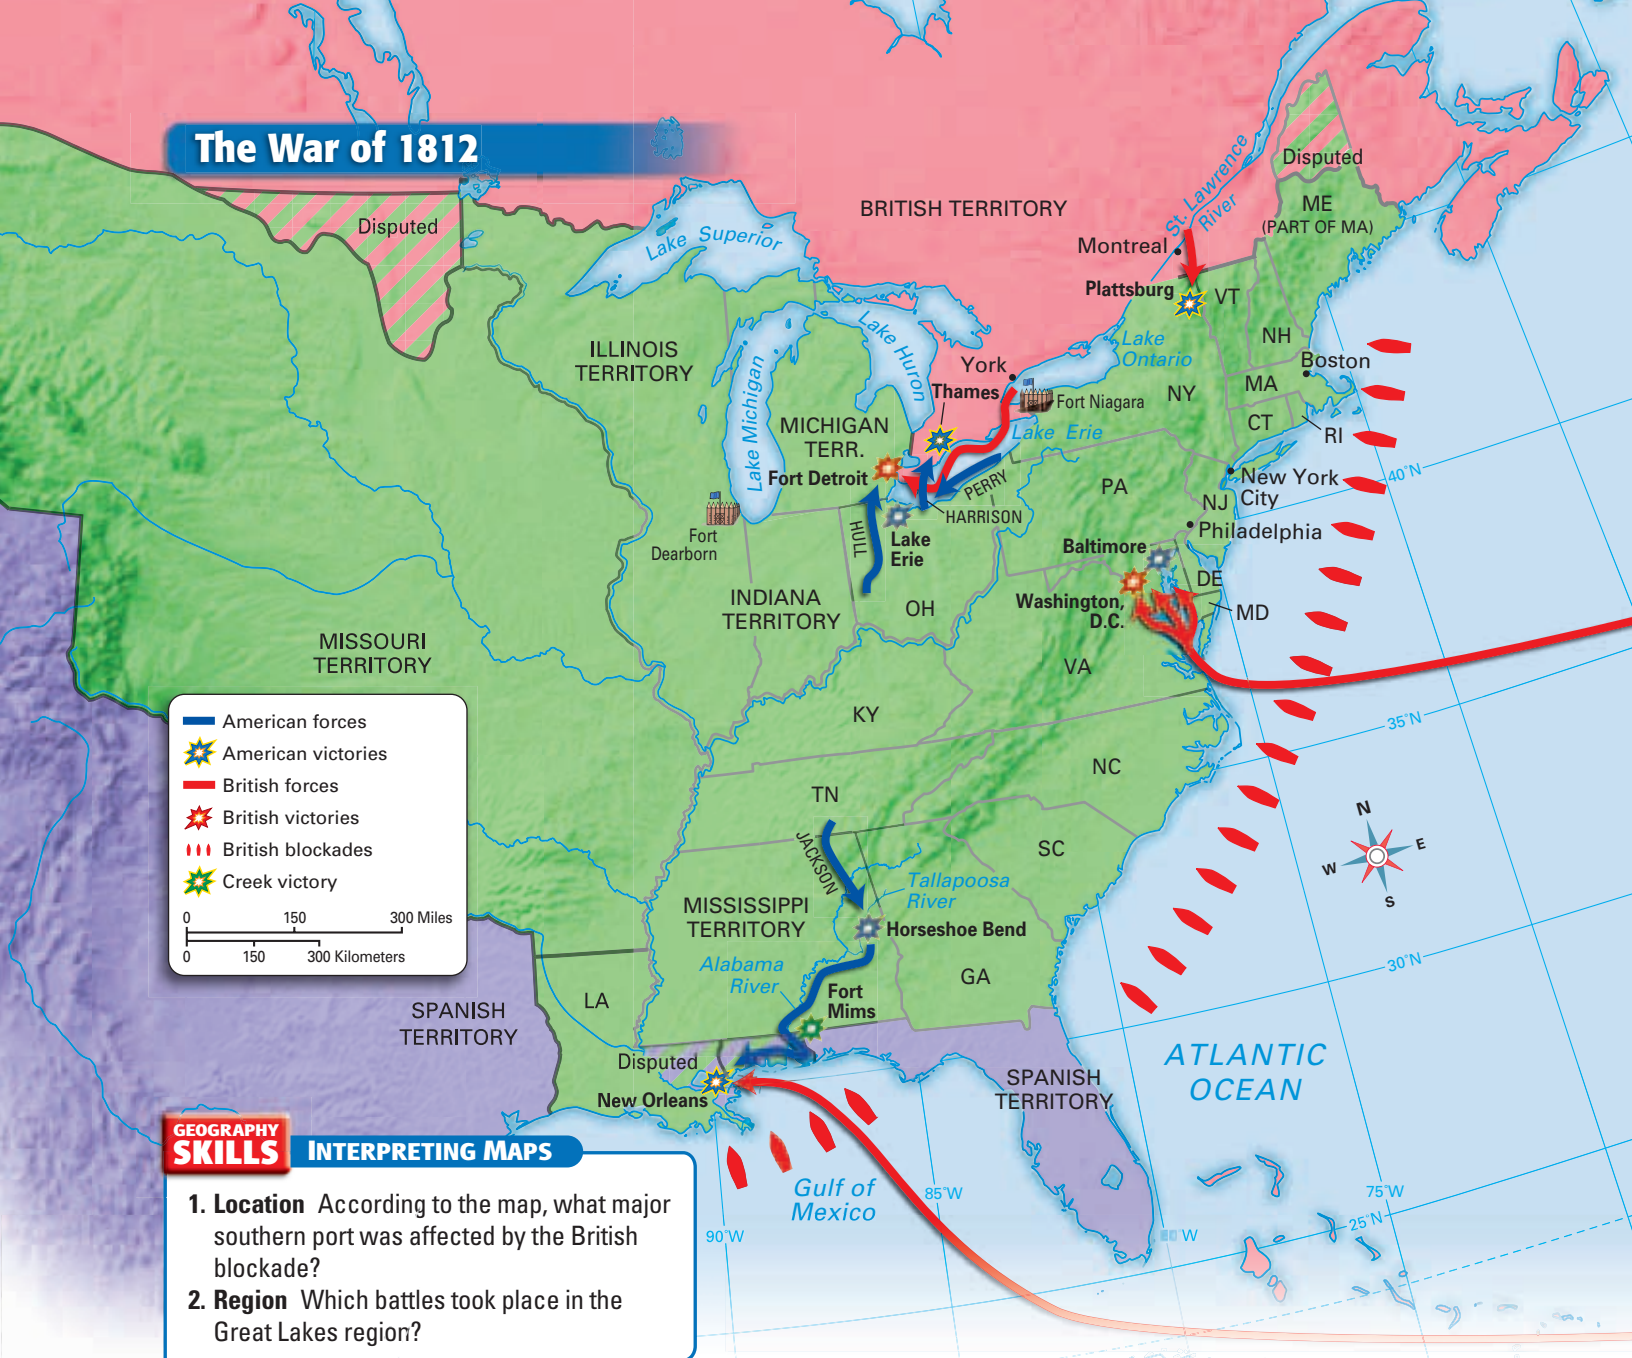 The War of 1812
Disputed
Disputed
BRITISH TERRITORY
St. Lawrence
River
ME
(PART OF MA)
Montreal
Plattsburg
VT
NH
Lake Superior
Lake Huron
Lake Michigan
Lake
Ontario
ILLINOIS
TERRITORY
York
Thames
Fort Niagara
NY
MA
Boston
CT
RI
Lake Erie
MICHIGAN
TERR.
Fort Detroit
PERRY
HARRISON
HULL
Lake
Erie
Fort
Dearborn
PA
NJ
New York
City
Philadelphia
40°N
Baltimore
DE
MD
Washington,
D.C.
INDIANA
TERRITORY
OH
VA
MISSOURI
TERRITORY
KY
35°N
NC
TN
JACKSON
SC
Tallapoosa
River
MISSISSIPPI
TERRITORY
Horseshoe Bend
Alabama
River
Fort
Mims
GA
30°N
N
E
S
W
American forces
American victories
British forces
British victories
British blockades
Creek victory
0 150 300 Miles
0 150 300 Kilometers
SPANISH
TERRITORY
LA
Disputed
New Orleans
SPANISH
TERRITORY
ATLANTIC
OCEAN
Gulf of
Mexico
90°W
85°W
W
75°W
25°N
GEOGRAPHY
SKILLS
INTERPRETING MAPS
1. Location According to the map, what major
southern port was affected by the British
blockade?
2. Region Which battles took place in the
Great Lakes region?